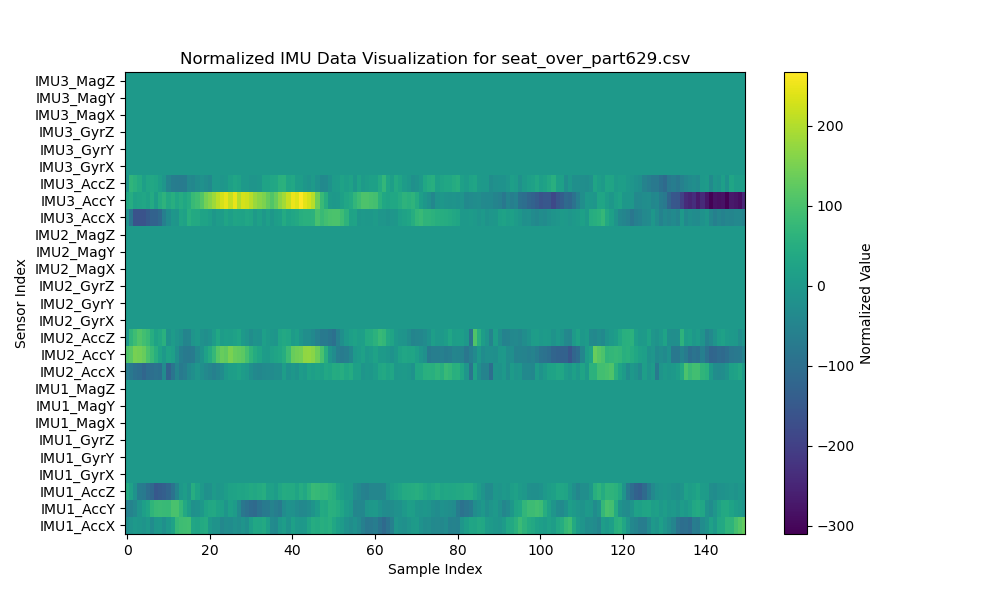 Normalized IMU Data Visualization for seat_over_part629.csv
IMU3_MagZ
IMU3_MagY
IMU3_MagX
IMU3_GyrZ
IMU3_GyrY
IMU3_GyrX
IMU3_AccZ
IMU3_AccY
IMU3_AccX
IMU2_MagZ
IMU2_MagY
IMU2_MagX
IMU2_GyrZ
IMU2_GyrY
IMU2_GyrX
IMU2_AccZ
IMU2_AccY
IMU2_AccX
IMU1_MagZ
IMU1_MagY
IMU1_MagX
IMU1_GyrZ
IMU1_GyrY
IMU1_GyrX
IMU1_AccZ
IMU1_AccY
IMU1_AccX
Sensor Index
0 20 40 60 80 100 120 140
Sample Index
200
100
0
−100
−200
−300
Normalized Value